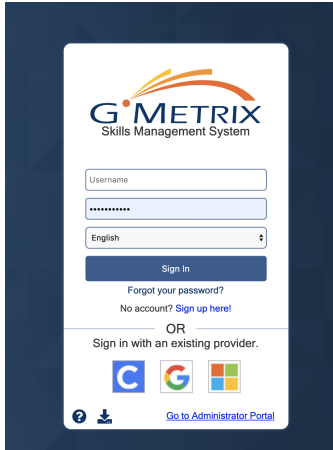 G METRIX
Skills Management System
Username
•••••••••••
English
Sign In
Forgot your password?
No account? Sign up here!
OR
Sign in with an existing provider.
C G
? Go to Administrator Portal